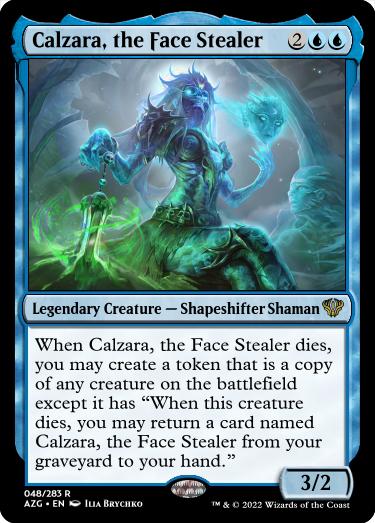 Calzara, the Face Stealer 2
Legendary Creature — Shapeshifter Shaman
When Calzara, the Face Stealer dies,
you may create a token that is a copy
of any creature on the battlefield
except it has “When this creature
dies, you may return a card named
Calzara, the Face Stealer from your
graveyard to your hand.”
3/2
048/283 R
AZG • EN Ilia Brychko ™ & © 2022 Wizards of the Coast